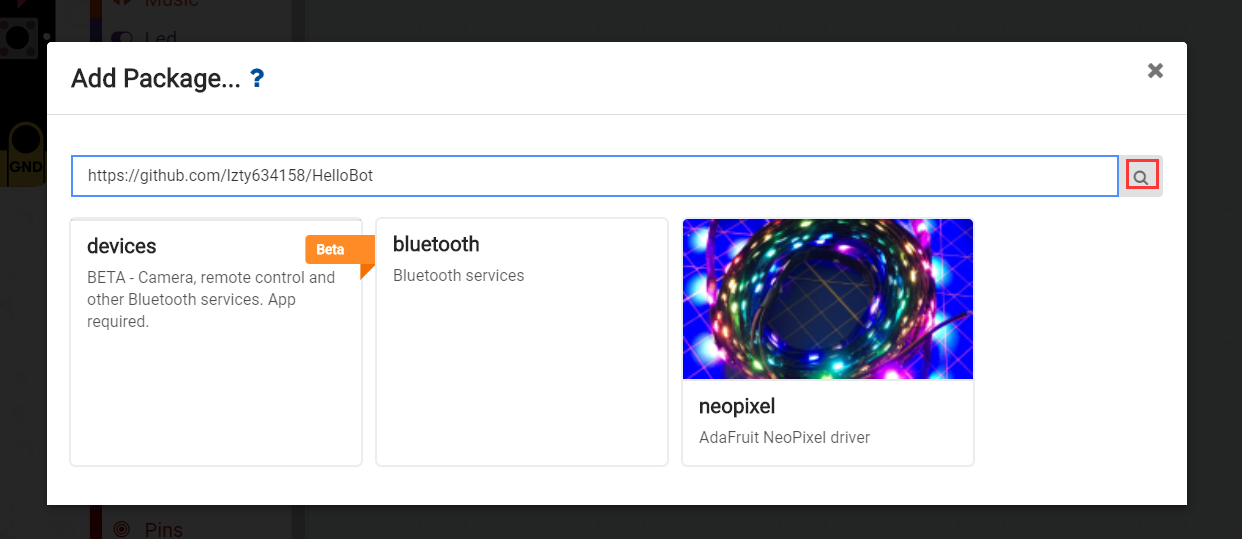 Music
Led
Add Package... ?
GND
https://github.com/lzty634158/HelloBot
devices
Beta
BETA - Camera, remote control and
other Bluetooth services. App
required.
bluetooth
Bluetooth services
neopixel
AdaFruit NeoPixel driver
Pins